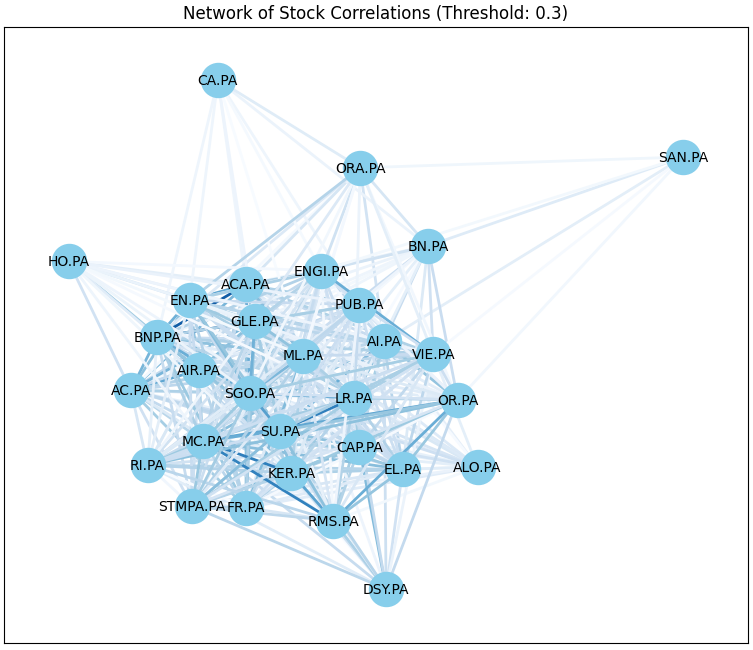 Network of Stock Correlations (Threshold: 0.3)
CA.PA
SAN.PA
ORA.PA
BN.PA
HO.PA
ENGI.PA
ACA.PA
EN.PA
PUB.PA
GLE.PA
BNP.PA
AI.PA
VIE.PA
ML.PA
AIR.PA
AC.PA
SGO.PA
LR.PA
OR.PA
SU.PA
MC.PA
CAP.PA
RI.PA
KER.PA
EL.PA
ALO.PA
STMPA.PA
FR.PA
RMS.PA
DSY.PA